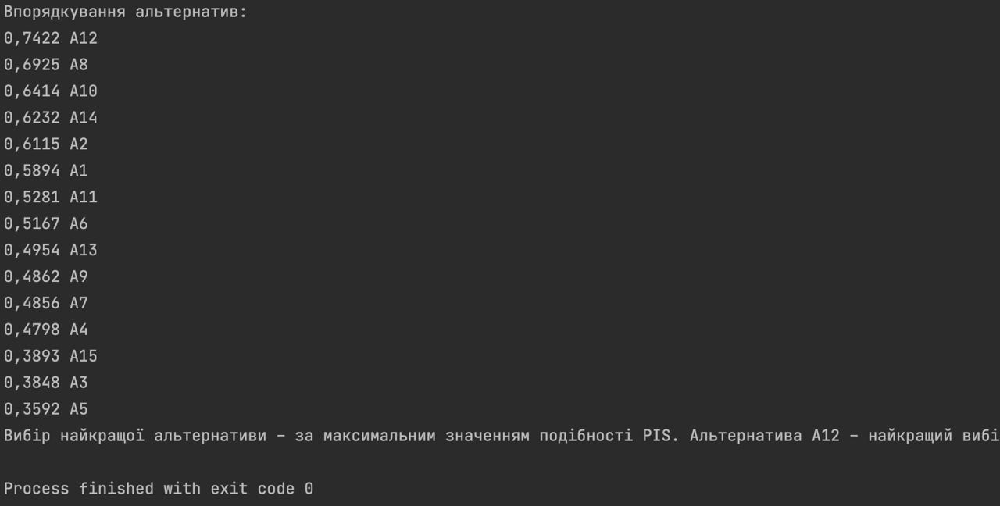 Впорядкування альтернатив:
0,7422 A12
0,6925 A8
0,6414 A10
0,6232 A14
0,6115 A2
0,5894 A1
0,5281 A11
0,5167 A6
0,4954 A13
0,4862 A9
0,4856 A7
0,4798 A4
0,3893 A15
0,3848 A3
0,3592 A5
Вибір найкращої альтернативи – за максимальним значенням подібності PIS. Альтернатива A12 – найкращий вибі
Process finished with exit code 0